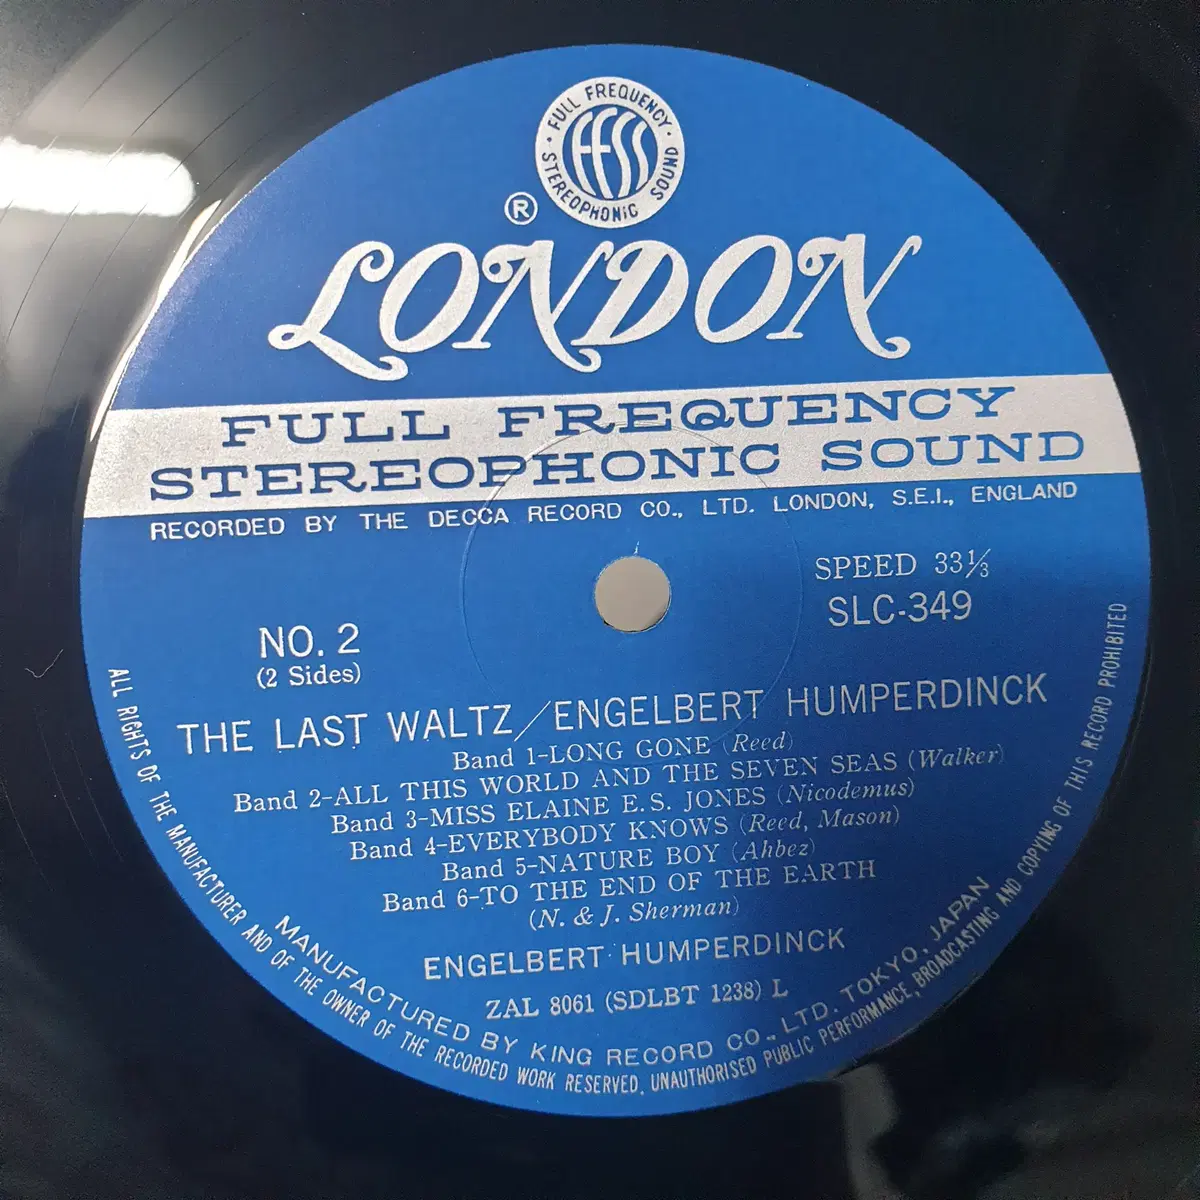 · FULL FREQUENCY · STEREOPHONIC SOUND
FFSS
®
LONDON
FULL FREQUENCY
STEREOPHONIC SOUND
RECORDED BY THE DECCA RECORD CO., LTD. LONDON, S.E.I., ENGLAND
SPEED 33⅓
SLC-349
NO. 2
(2 Sides)
THE LAST WALTZ/ENGELBERT HUMPERDINCK
Band 1-LONG GONE (Reed)
Band 2-ALL THIS WORLD AND THE SEVEN SEAS (Walker)
Band 3-MISS ELAINE E.S. JONES (Nicodemus)
Band 4-EVERYBODY KNOWS (Reed, Mason)
Band 5-NATURE BOY (Ahbez)
Band 6-TO THE END OF THE EARTH
(N. & J. Sherman)
ENGELBERT HUMPERDINCK
ZAL 8061 (SDLBT 1238) L
MANUFACTURED BY KING RECORD CO., LTD. TOKYO, JAPAN
ALL RIGHTS OF THE MANUFACTURER AND OF THE OWNER OF THE RECORDED WORK RESERVED, UNAUTHORISED PUBLIC PERFORMANCE, BROADCASTING AND COPYING OF THIS RECORD PROHIBITED